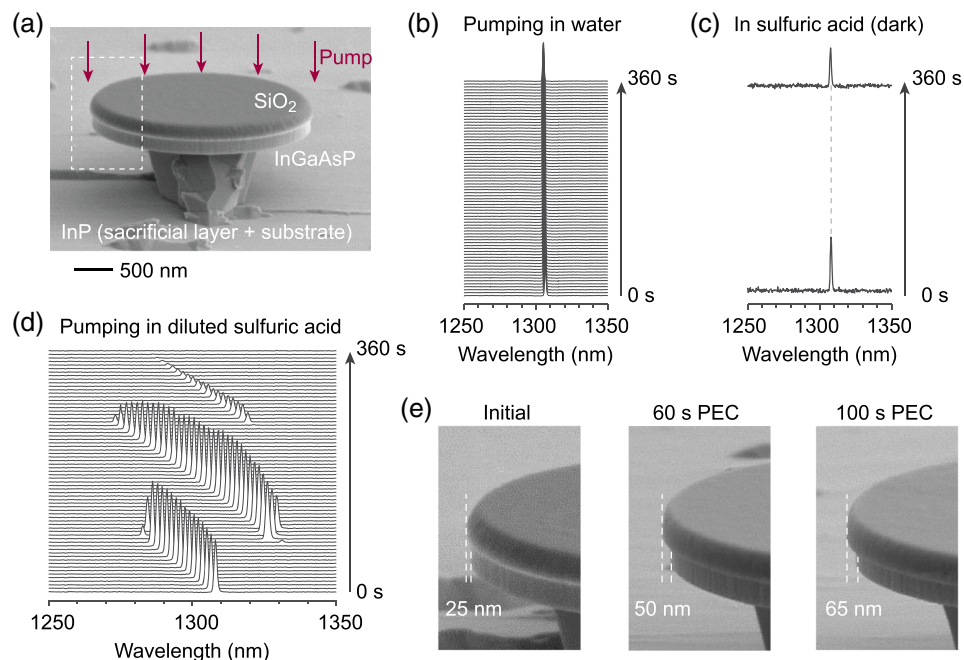 (a)
Pump
SiO2
InGaAsP
InP (sacrificial layer + substrate)
500 nm
(b)
Pumping in water
360 s
0 s
1250 1300 1350
Wavelength (nm)
(c)
In sulfuric acid (dark)
360 s
0 s
1250 1300 1350
Wavelength (nm)
(d)
Pumping in diluted sulfuric acid
360 s
0 s
1250 1300 1350
Wavelength (nm)
(e)
Initial
60 s PEC
100 s PEC
25 nm
50 nm
65 nm